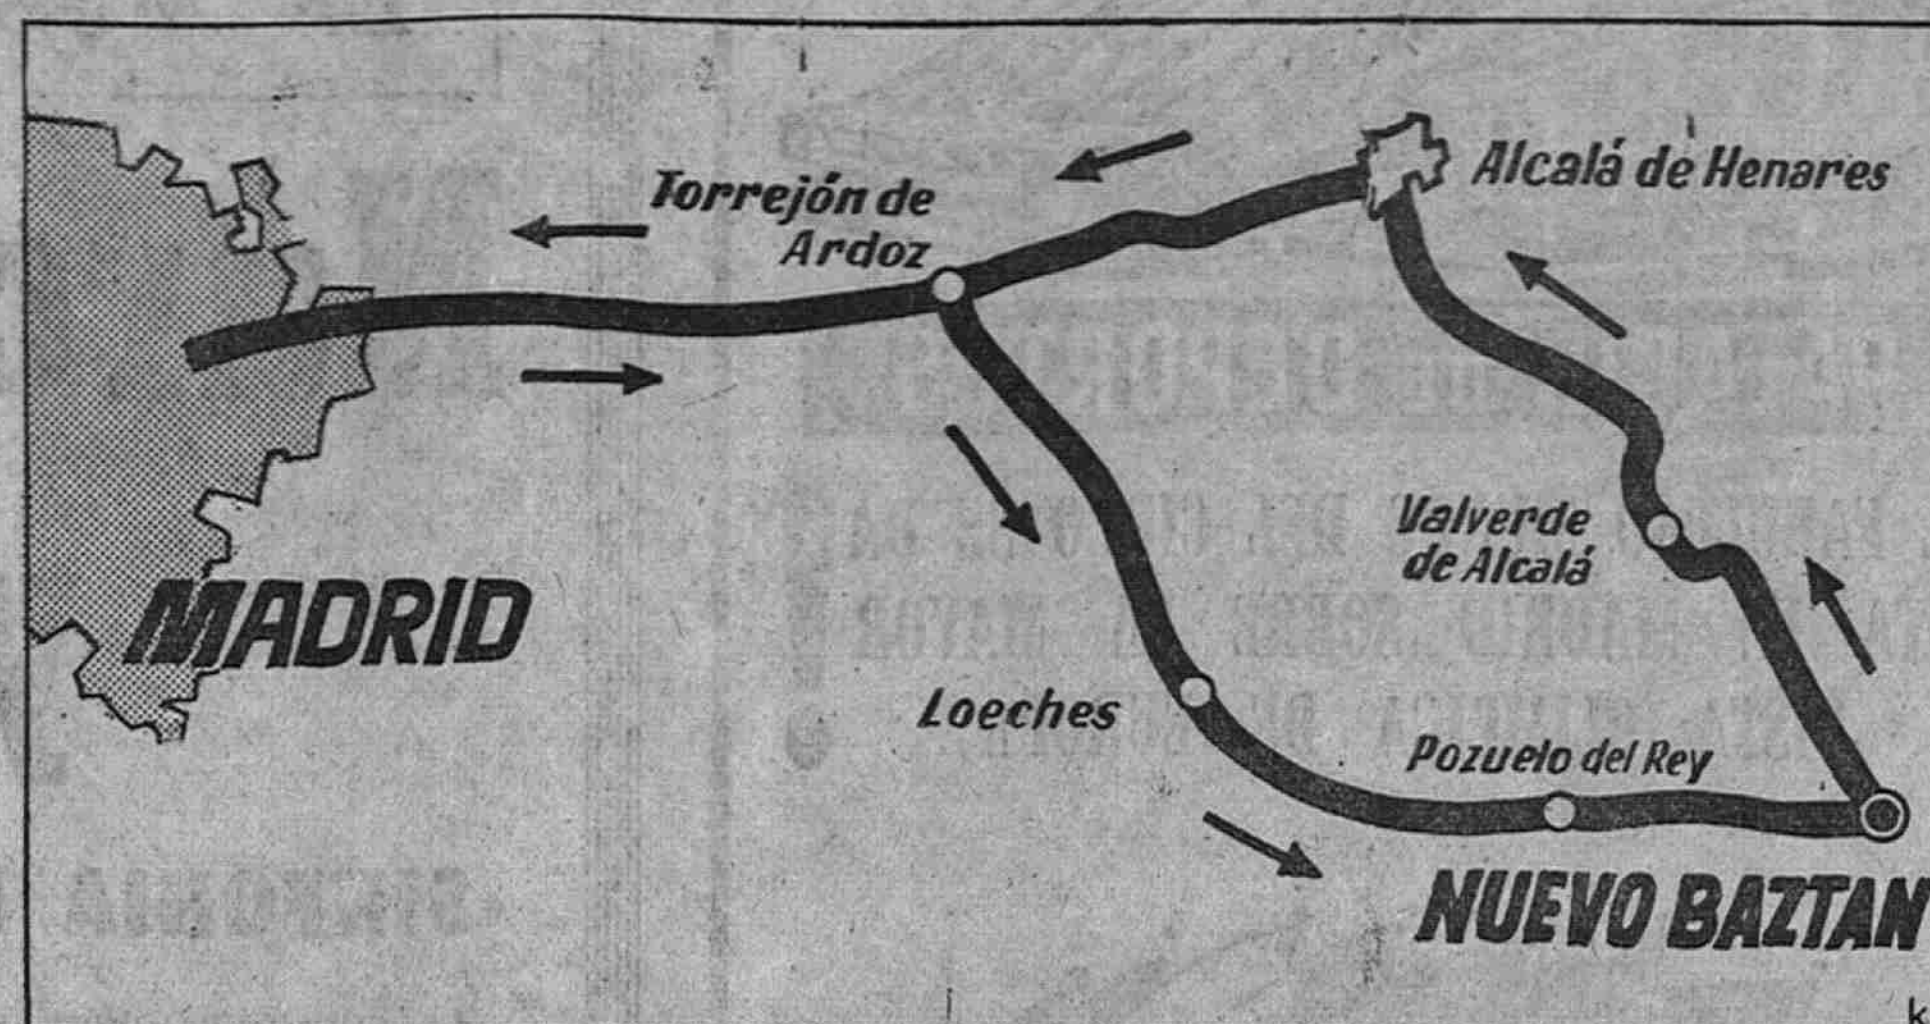 Torrejón de
Ardoz
Alcalá de Henares
MADRID
Valverde
de Alcalá
Loeches
Pozuelo del Rey
NUEVO BAZTAN
k